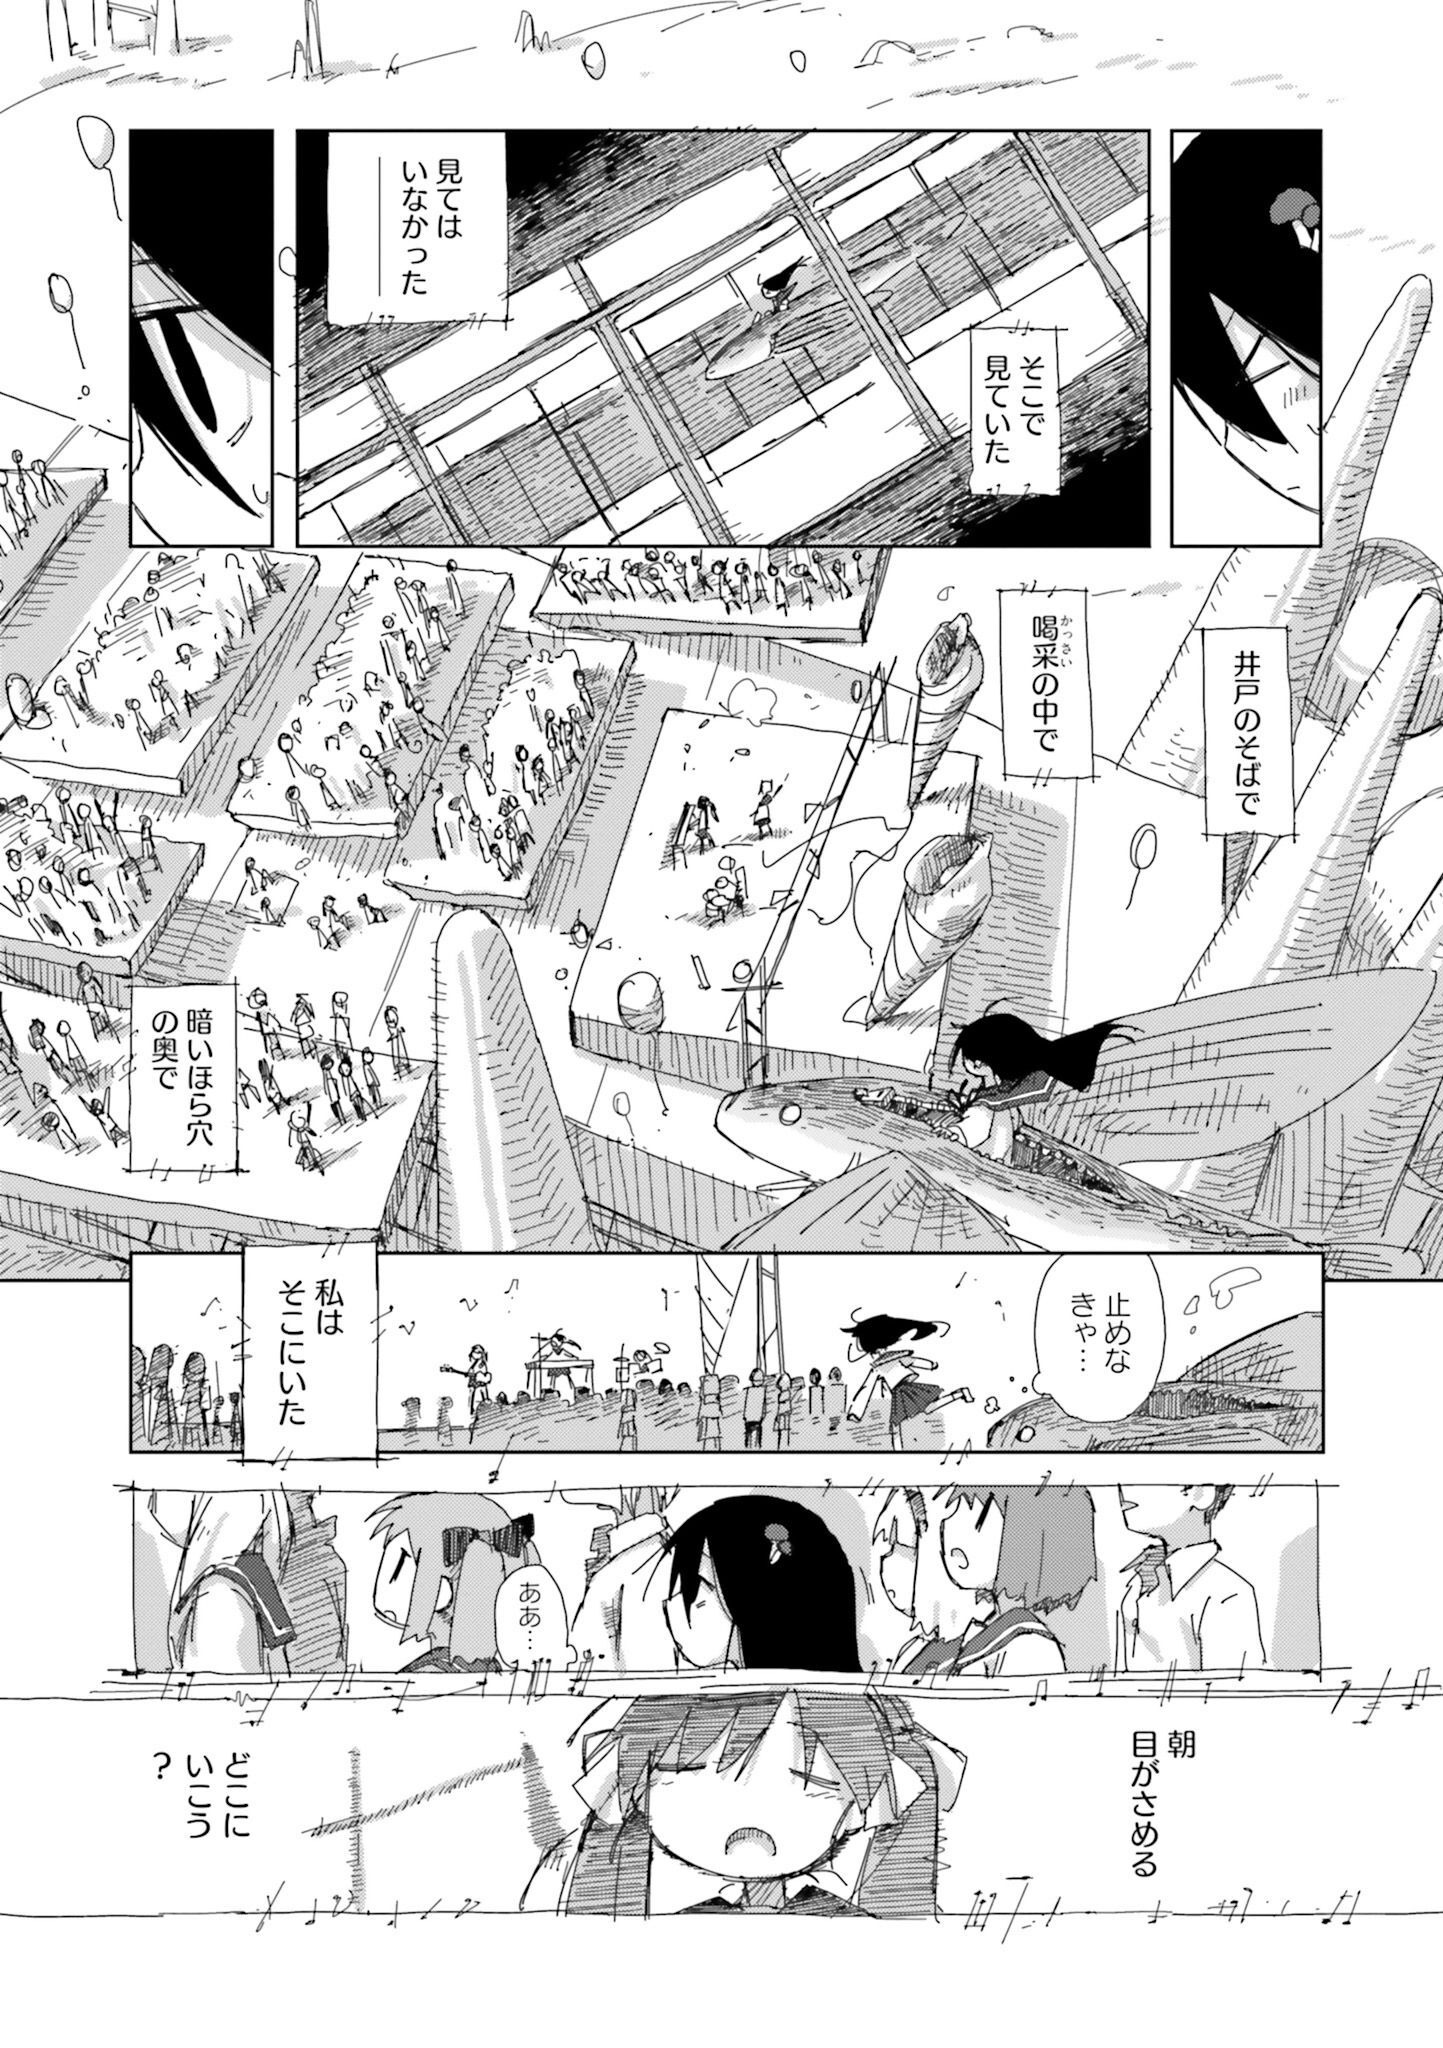 そこで
見ていた
見ては
いなかった
――
井戸のそばで
喝采の中で
かっさい
暗いほら穴
の奥で
止めな
きゃ…
私は
そこにいた
ああ…
朝
目がさめる
どこに
いこう
?